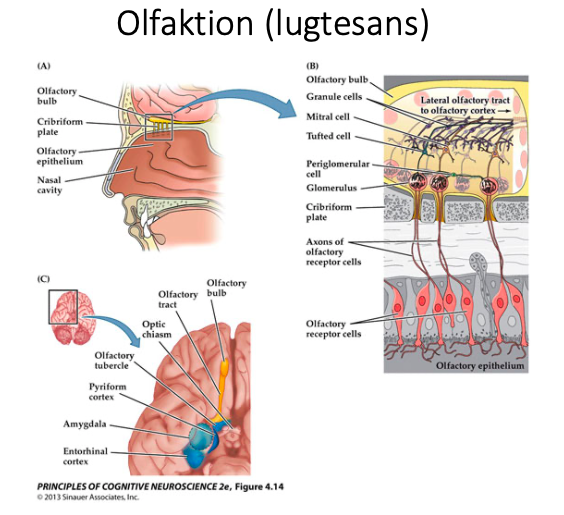 Olfaktion (lugtesans)
(A)
Olfactory
bulb
Cribriform
plate
Olfactory
epithelium
Nasal
cavity
(B)
Olfactory bulb
Granule cells
Mitral cell
Tufted cell
Periglomerular
cell
Glomerulus
Cribriform
plate
Axons of
olfactory
receptor cells
Olfactory
receptor cells
Lateral olfactory tract
to olfactory cortex
Olfactory epithelium
(C)
Olfactory
bulb
Olfactory
tract
Optic
chiasm
Olfactory
tubercle
Pyriform
cortex
Amygdala
Entorhinal
cortex
PRINCIPLES OF COGNITIVE NEUROSCIENCE 2e, Figure 4.14
© 2013 Sinauer Associates, Inc.